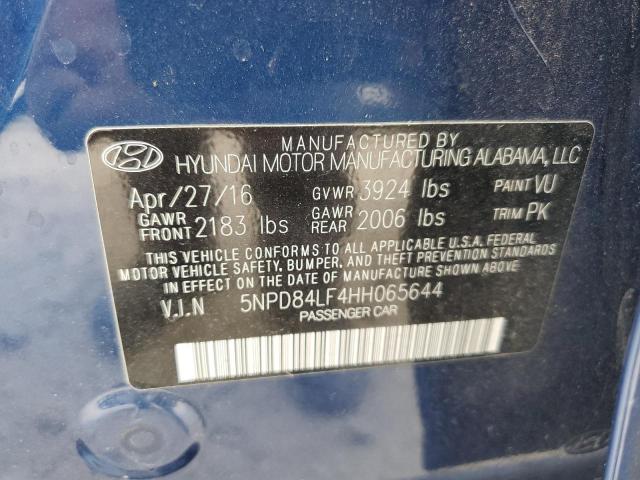 MANUFACTURED BY
HYUNDAI MOTOR MANUFACTURING ALABAMA, LLC
Apr/27/16 GVWR 3924 lbs PAINT VU
GAWR FRONT 2183 lbs GAWR REAR 2006 lbs TRIM PK
THIS VEHICLE CONFORMS TO ALL APPLICABLE U.S.A. FEDERAL
MOTOR VEHICLE SAFETY, BUMPER, AND THEFT PREVENTION STANDARDS
IN EFFECT ON THE DATE OF MANUFACTURE SHOWN ABOVE.
V.I.N 5NPD84LF4HH065644
PASSENGER CAR